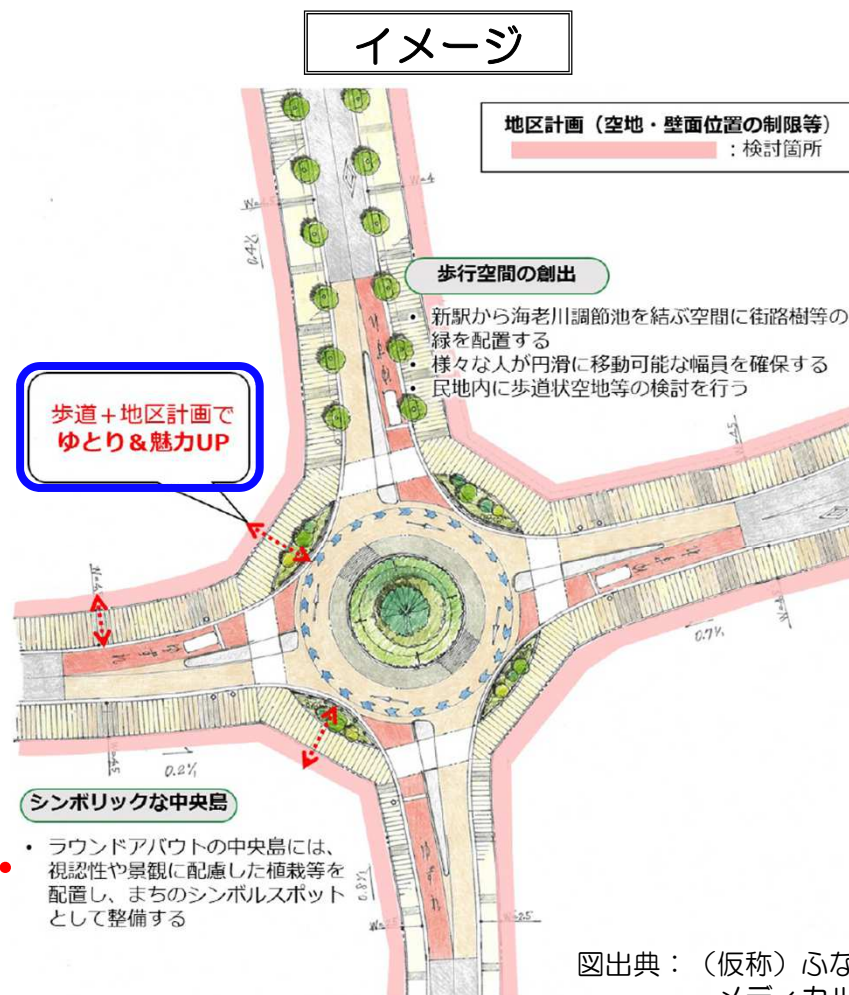 イメージ
地区計画（空地・壁面位置の制限等）
：検討箇所
歩行空間の創出
• 新駅から海老川調節池を結ぶ空間に街路樹等の
緑を配置する
• 様々な人が円滑に移動可能な幅員を確保する
• 民地内に歩道状空地等の検討を行う
歩道＋地区計画で
ゆとり＆魅力UP
W=4
0.7%
0.2%
シンボリックな中央島
• ラウンドアバウトの中央島には、
視認性や景観に配慮した植栽等を
配置し、まちのシンボルスポット
として整備する
0.8%
図出典：（仮称）ふな